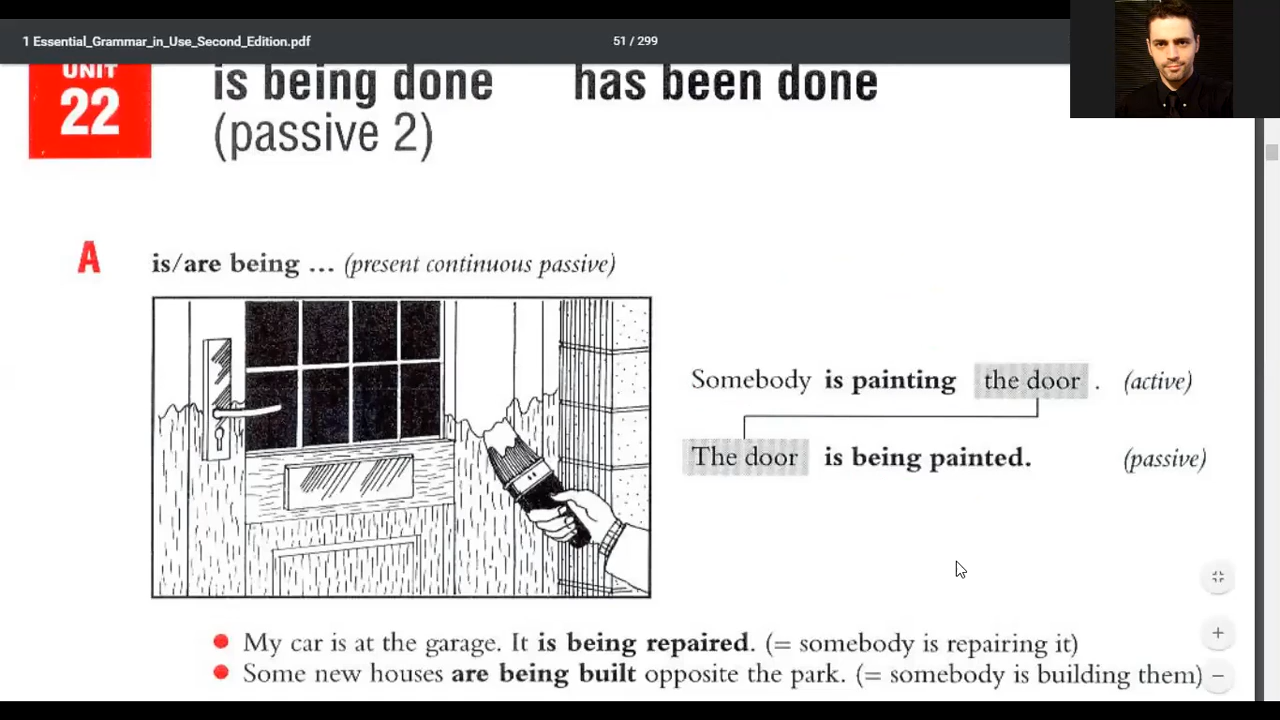 1 Essential_Grammar_in_Use_Second_Edition.pdf 51 / 299
UNIT
22
is being done has been done
(passive 2)
A is/are being ... (present continuous passive)
Somebody is painting the door . (active)
The door is being painted. (passive)
• My car is at the garage. It is being repaired. (= somebody is repairing it)
• Some new houses are being built opposite the park. (= somebody is building them)